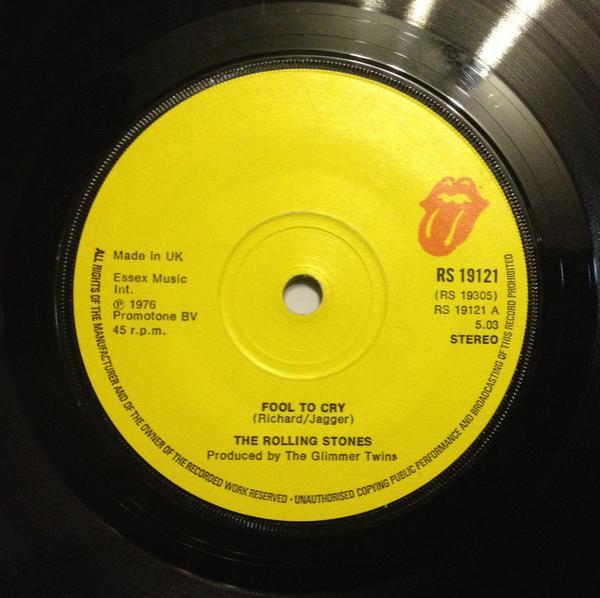 Made in UK
Essex Music
Int.
℗ 1976
Promotone BV
45 r.p.m.
RS 19121
(RS 19305)
RS 19121 A
5.03
STEREO
FOOL TO CRY
(Richard/Jagger)
THE ROLLING STONES
Produced by The Glimmer Twins
ALL RIGHTS OF THE MANUFACTURER AND OF THE OWNER OF THE RECORDED WORK RESERVED - UNAUTHORISED COPYING PUBLIC PERFORMANCE AND BROADCASTING OF THIS RECORD PROHIBITED